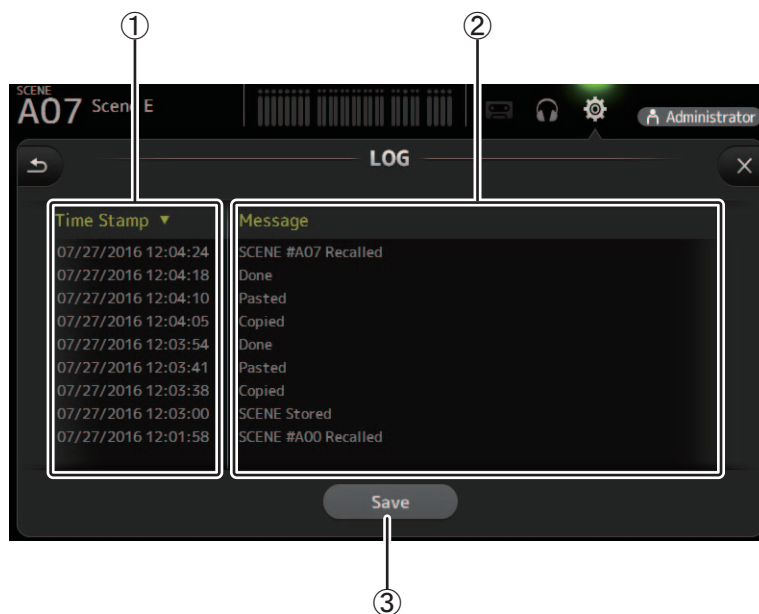 ① ②
SCENE
A07 Scene E
Administrator
LOG
Time Stamp ▼ Message
07/27/2016 12:04:24 SCENE #A07 Recalled
07/27/2016 12:04:18 Done
07/27/2016 12:04:10 Pasted
07/27/2016 12:04:05 Copied
07/27/2016 12:03:54 Done
07/27/2016 12:03:41 Pasted
07/27/2016 12:03:38 Copied
07/27/2016 12:03:00 SCENE Stored
07/27/2016 12:01:58 SCENE #A00 Recalled
Save
③